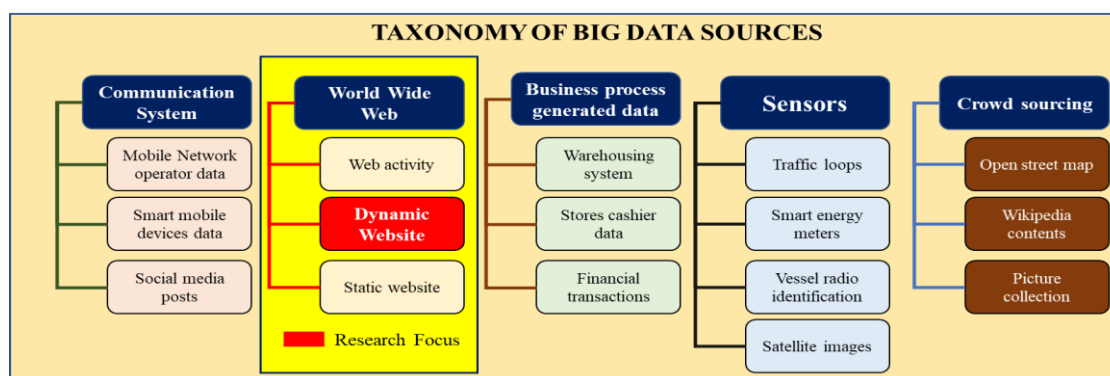 TAXONOMY OF BIG DATA SOURCES
Communication
System
Mobile Network
operator data
Smart mobile
devices data
Social media
posts
World Wide
Web
Web activity
Dynamic
Website
Static website
Research Focus
Business process
generated data
Warehousing
system
Stores cashier
data
Financial
transactions
Sensors
Traffic loops
Smart energy
meters
Vessel radio
identification
Satellite images
Crowd sourcing
Open street map
Wikipedia
contents
Picture
collection